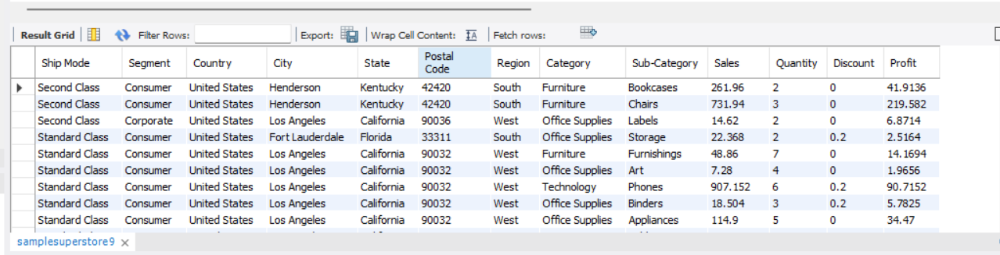 Result Grid Filter Rows: Export: Wrap Cell Content: Fetch rows:
Ship Mode Segment Country City State Postal Code Region Category Sub-Category Sales Quantity Discount Profit
Second Class Consumer United States Henderson Kentucky 42420 South Furniture Bookcases 261.96 2 0 41.9136
Second Class Consumer United States Henderson Kentucky 42420 South Furniture Chairs 731.94 3 0 219.582
Second Class Corporate United States Los Angeles California 90036 West Office Supplies Labels 14.62 2 0 6.8714
Standard Class Consumer United States Fort Lauderdale Florida 33311 South Office Supplies Storage 22.368 2 0.2 2.5164
Standard Class Consumer United States Los Angeles California 90032 West Furniture Furnishings 48.86 7 0 14.1694
Standard Class Consumer United States Los Angeles California 90032 West Office Supplies Art 7.28 4 0 1.9656
Standard Class Consumer United States Los Angeles California 90032 West Technology Phones 907.152 6 0.2 90.7152
Standard Class Consumer United States Los Angeles California 90032 West Office Supplies Binders 18.504 3 0.2 5.7825
Standard Class Consumer United States Los Angeles California 90032 West Office Supplies Appliances 114.9 5 0 34.47
samplesuperstore9